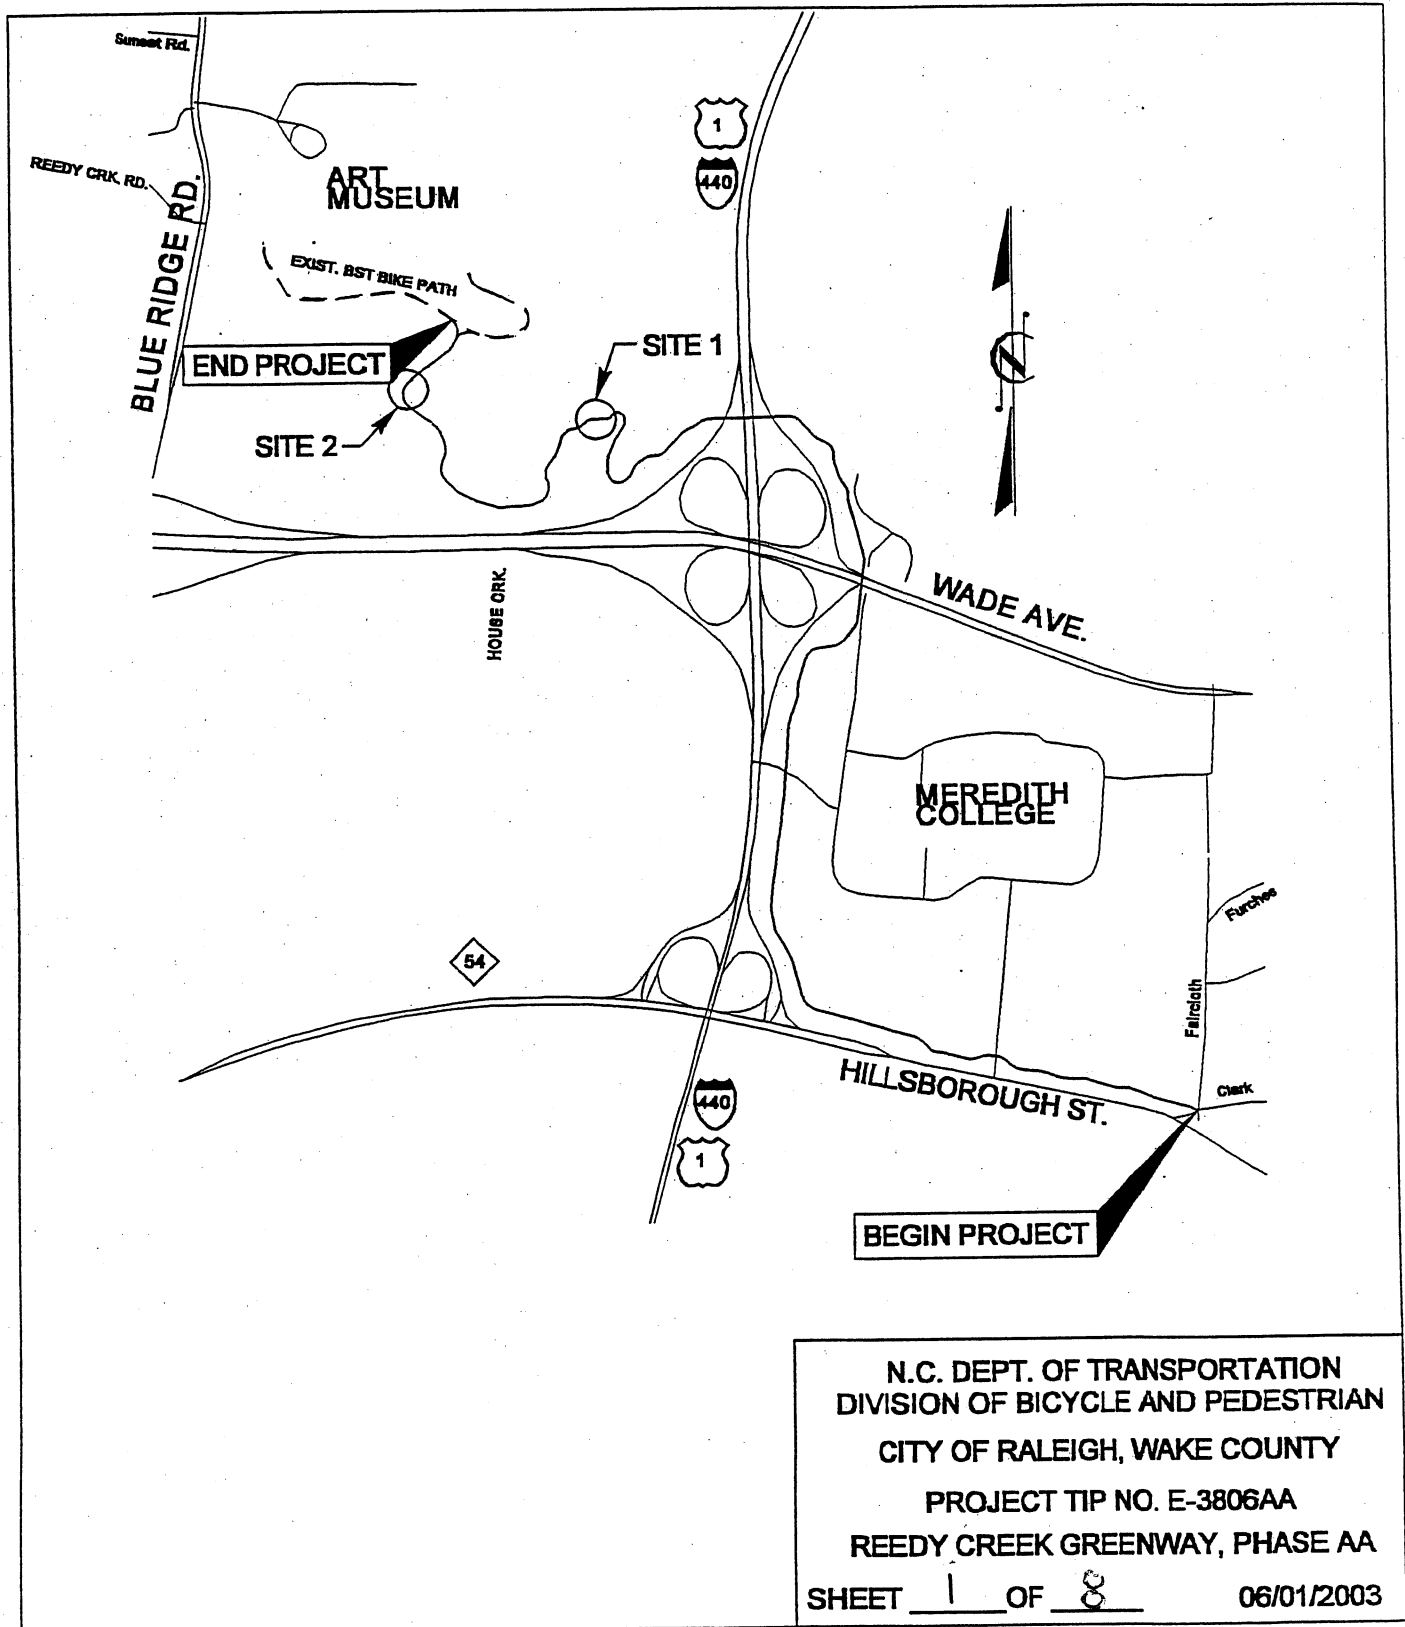 Sunset Rd.
1
440
REEDY CRK. RD.
ART
MUSEUM
BLUE RIDGE RD.
EXIST. BST BIKE PATH
END PROJECT
SITE 1
SITE 2
N
HOUSE CRK.
WADE AVE.
MEREDITH
COLLEGE
Furches
54
Faircloth
HILLSBOROUGH ST.
Clark
440
1
BEGIN PROJECT
N.C. DEPT. OF TRANSPORTATION
DIVISION OF BICYCLE AND PEDESTRIAN
CITY OF RALEIGH, WAKE COUNTY
PROJECT TIP NO. E-3806AA
REEDY CREEK GREENWAY, PHASE AA
SHEET 1 OF 8 06/01/2003